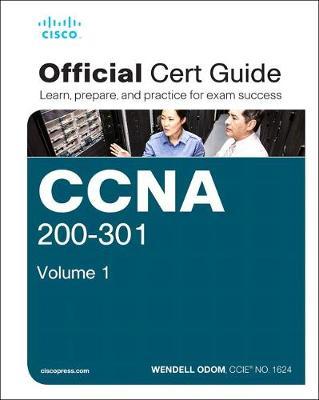 CISCO.
Official Cert Guide
Learn, prepare, and practice for exam success
CCNA
200-301
Volume 1
ciscopress.com
WENDELL ODOM, CCIE® NO. 1624